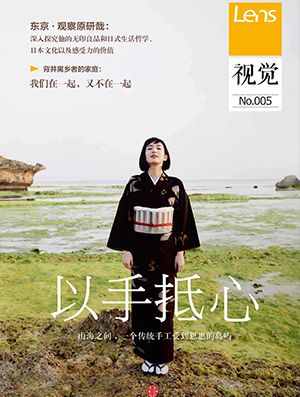 Lens
视觉
No.005
东京·观察原研哉:
深入探究他的无印良品和日式生活哲学、
日本文化以及感受力的价值
背井离乡者的家庭:
我们在一起,又不在一起
以手抵心
山海之间,一个传统手工受到恩惠的岛屿